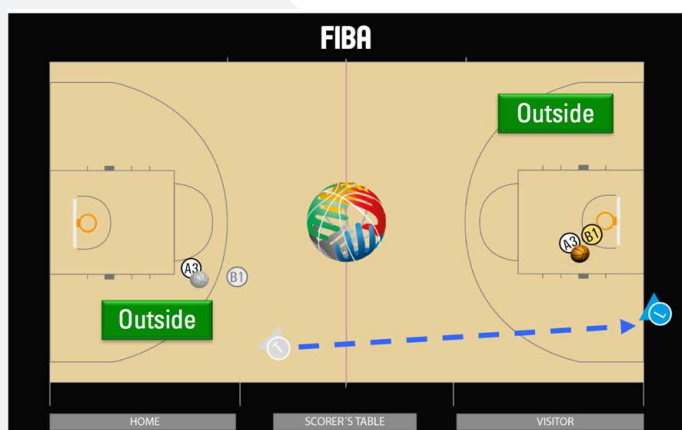 FIBA
Outside
A3
B1
A3
B1
Outside
T
L
HOME
SCORER'S TABLE
VISITOR